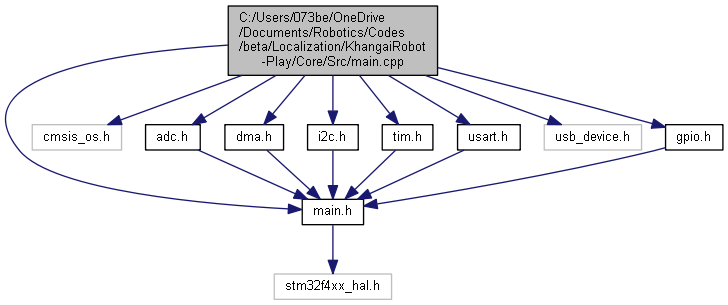 C:/Users/073be/OneDrive
/Documents/Robotics/Codes
/beta/Localization/KhangaiRobot
-Play/Core/Src/main.cpp
cmsis_os.h
adc.h
dma.h
i2c.h
tim.h
usart.h
usb_device.h
gpio.h
main.h
stm32f4xx_hal.h